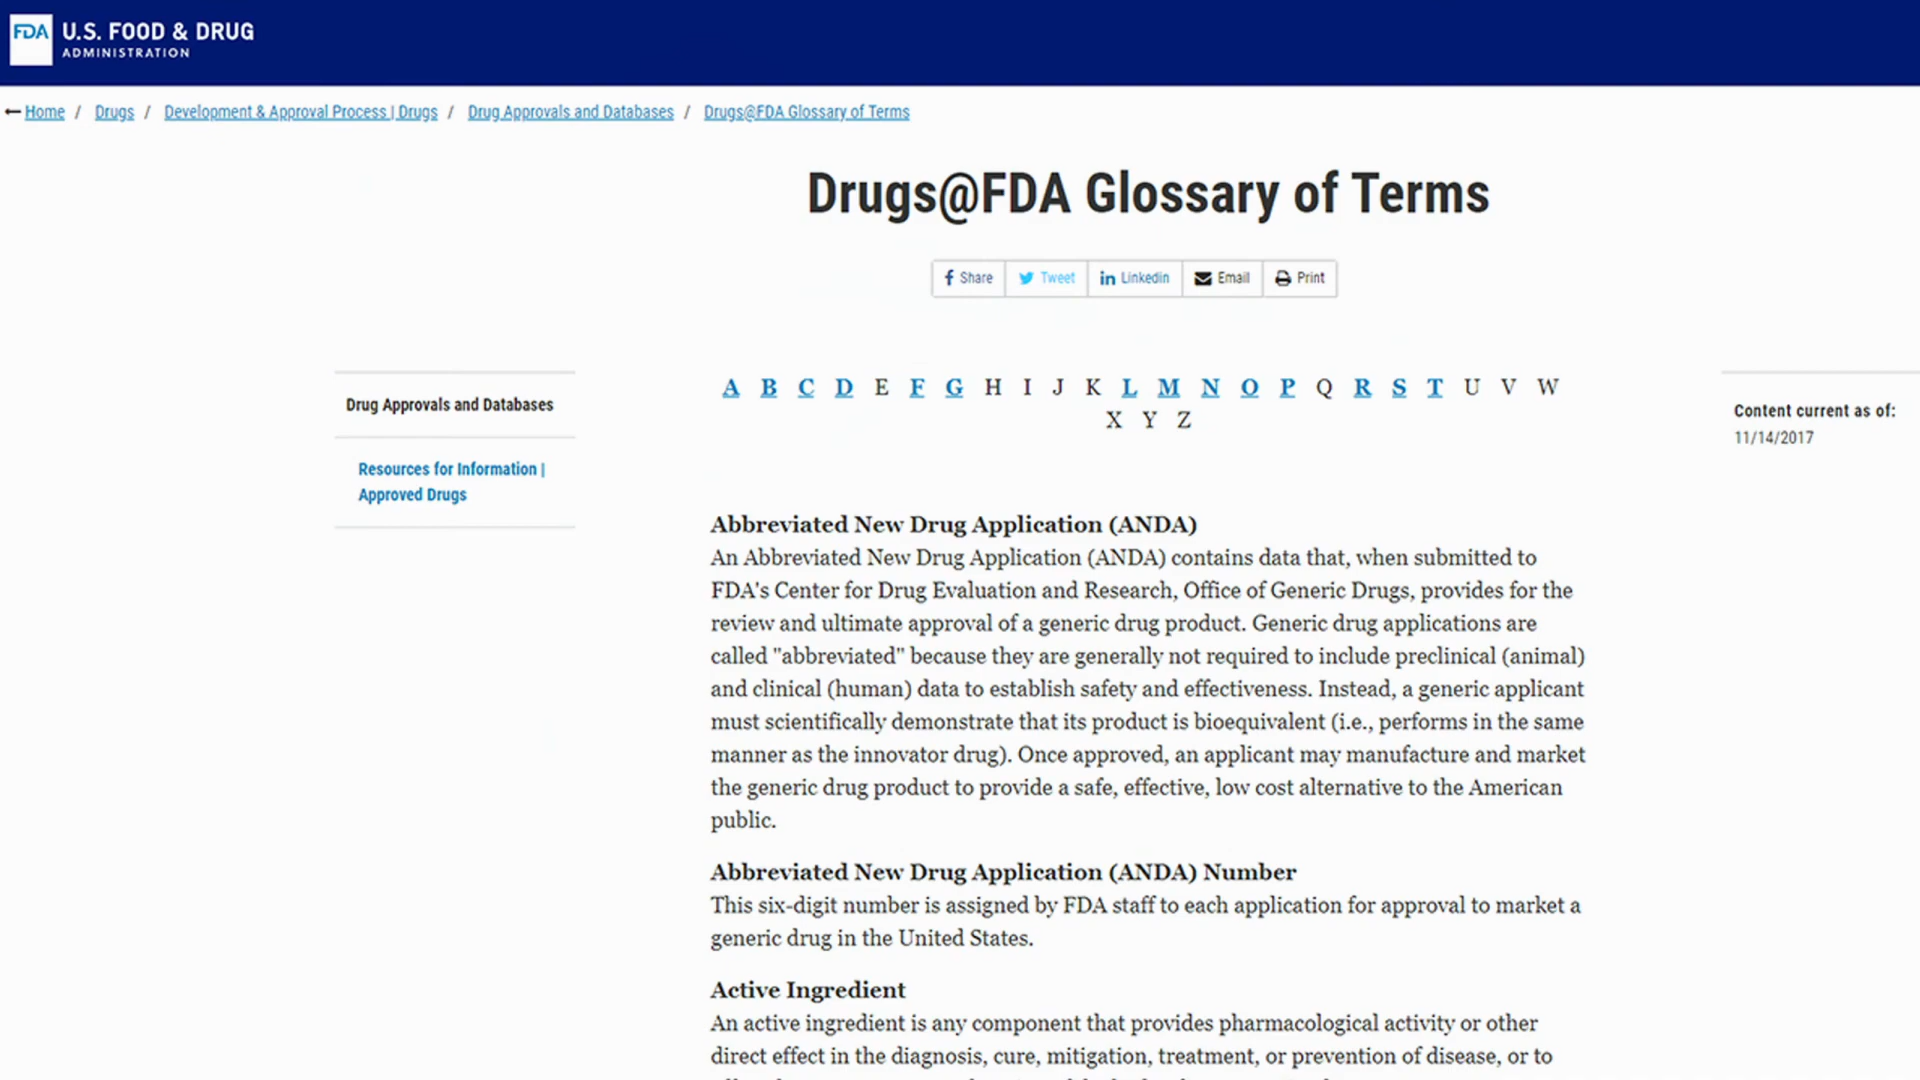 FDA U.S. FOOD & DRUG
ADMINISTRATION
Home / Drugs / Development & Approval Process | Drugs / Drug Approvals and Databases / Drugs@FDA Glossary of Terms
Drugs@FDA Glossary of Terms
Share Tweet Linkedin Email Print
A B C D E F G H I J K L M N O P Q R S T U V W
X Y Z
Drug Approvals and Databases
Resources for Information |
Approved Drugs
Content current as of:
11/14/2017
Abbreviated New Drug Application (ANDA)
An Abbreviated New Drug Application (ANDA) contains data that, when submitted to
FDA's Center for Drug Evaluation and Research, Office of Generic Drugs, provides for the
review and ultimate approval of a generic drug product. Generic drug applications are
called "abbreviated" because they are generally not required to include preclinical (animal)
and clinical (human) data to establish safety and effectiveness. Instead, a generic applicant
must scientifically demonstrate that its product is bioequivalent (i.e., performs in the same
manner as the innovator drug). Once approved, an applicant may manufacture and market
the generic drug product to provide a safe, effective, low cost alternative to the American
public.
Abbreviated New Drug Application (ANDA) Number
This six-digit number is assigned by FDA staff to each application for approval to market a
generic drug in the United States.
Active Ingredient
An active ingredient is any component that provides pharmacological activity or other
direct effect in the diagnosis, cure, mitigation, treatment, or prevention of disease, or to